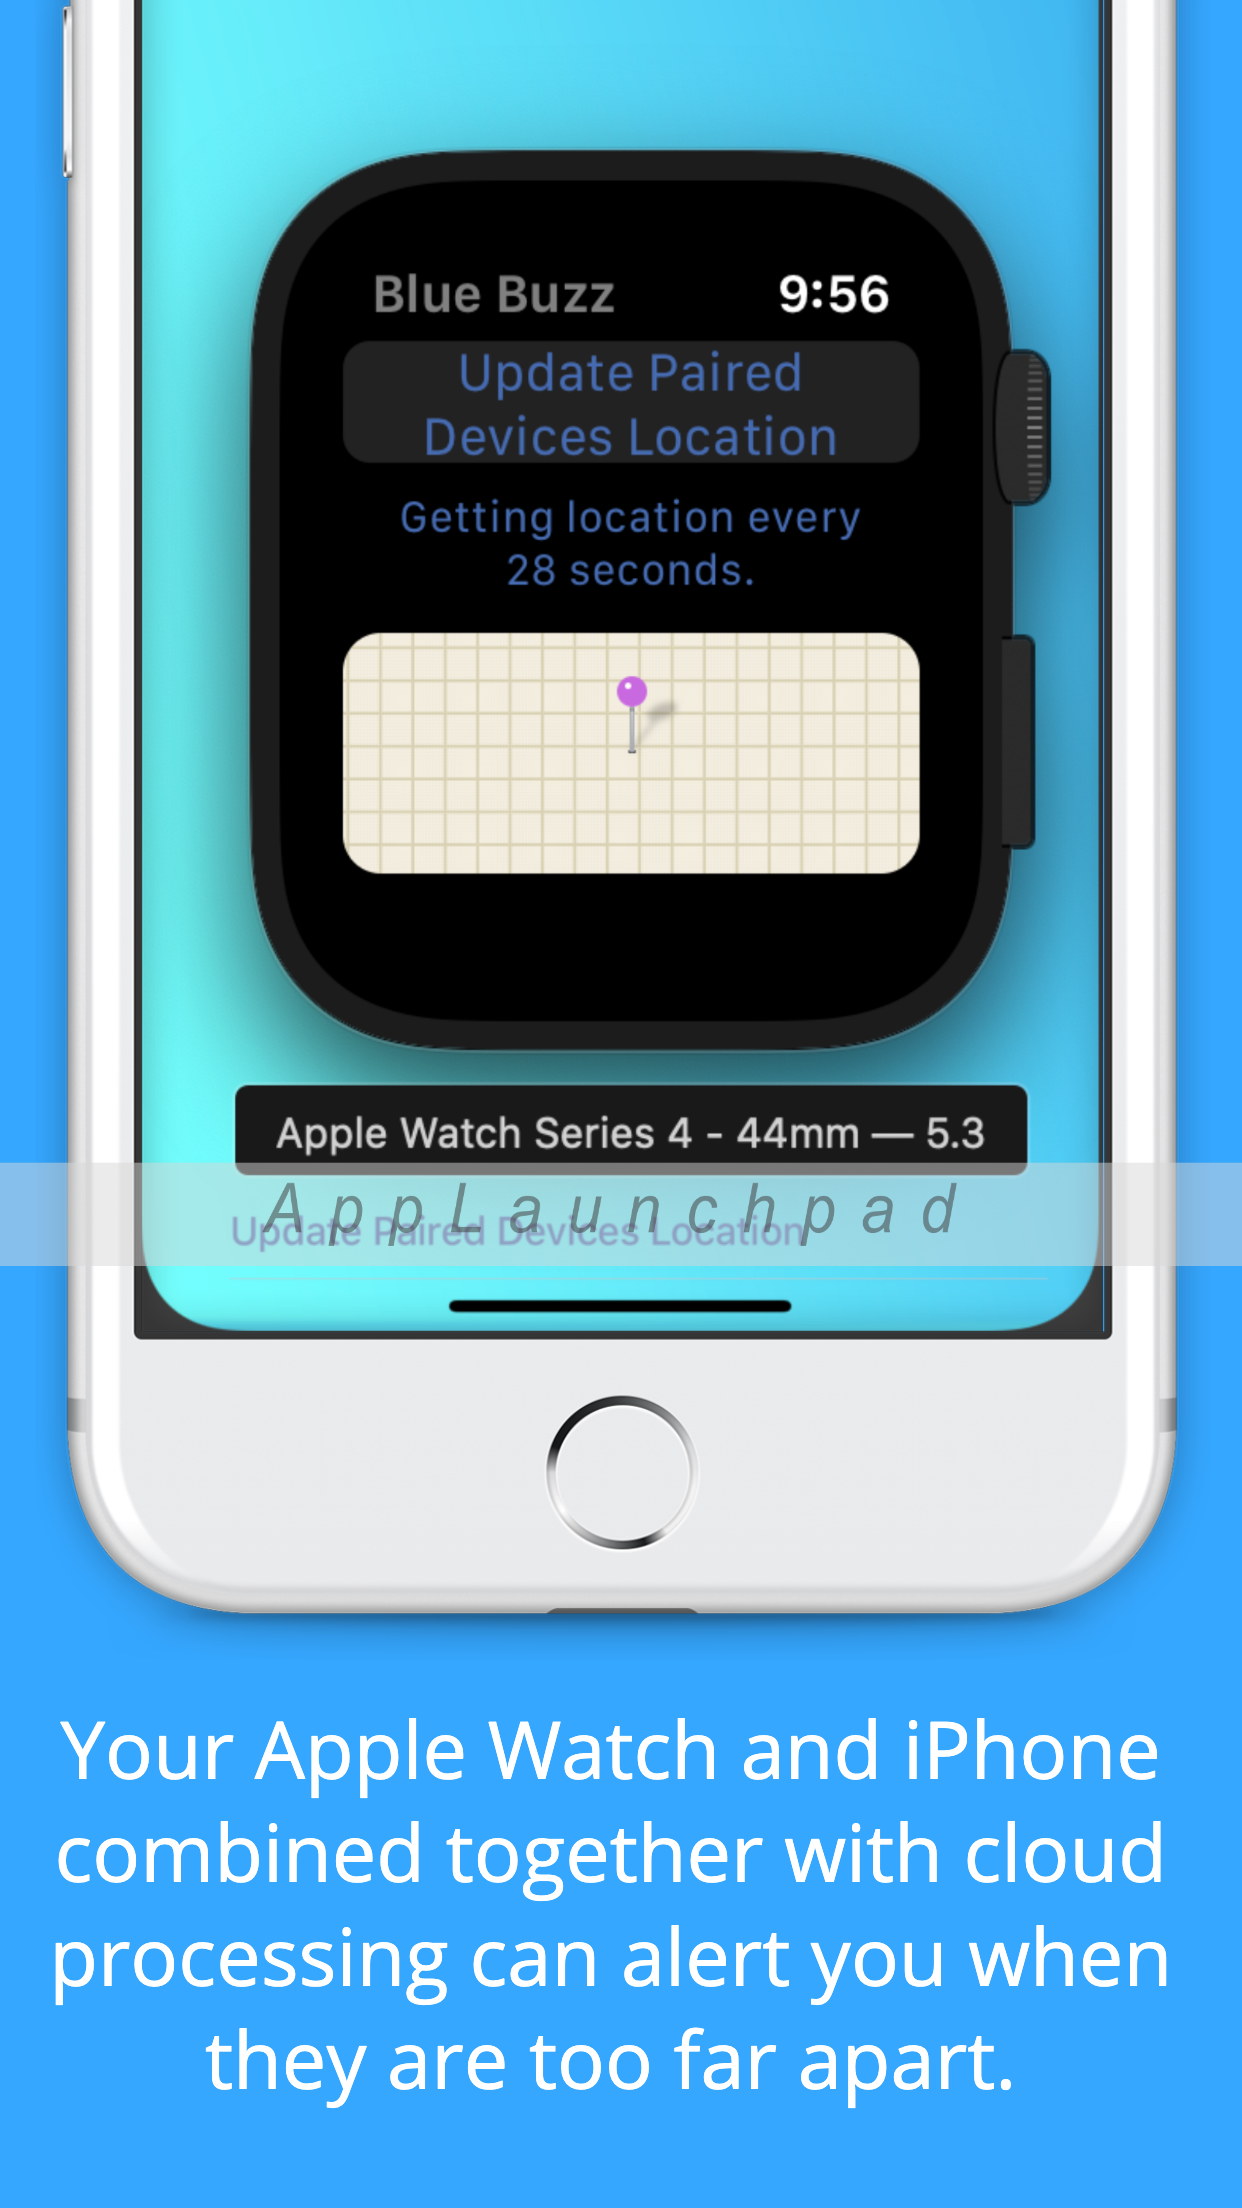 Blue Buzz 9:56
Update Paired
Devices Location
Getting location every
28 seconds.
Apple Watch Series 4 - 44mm — 5.3
AppLaunchpad
Update Paired Devices Location
Your Apple Watch and iPhone
combined together with cloud
processing can alert you when
they are too far apart.